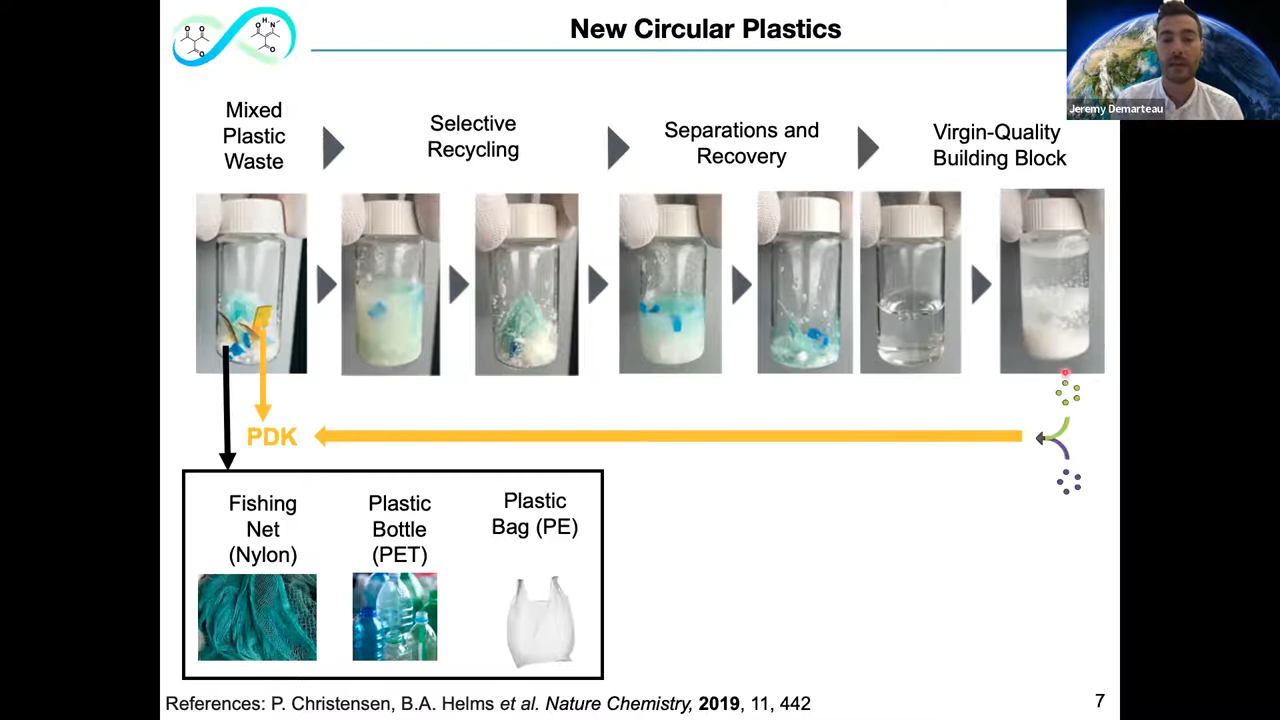 New Circular Plastics
Jeremy Demarteau
Mixed
Plastic
Waste
Selective
Recycling
Separations and
Recovery
Virgin-Quality
Building Block
PDK
Fishing
Net
(Nylon)
Plastic
Bottle
(PET)
Plastic
Bag (PE)
References: P. Christensen, B.A. Helms et al. Nature Chemistry, 2019, 11, 442
7
O
O
O
H
N
O
O